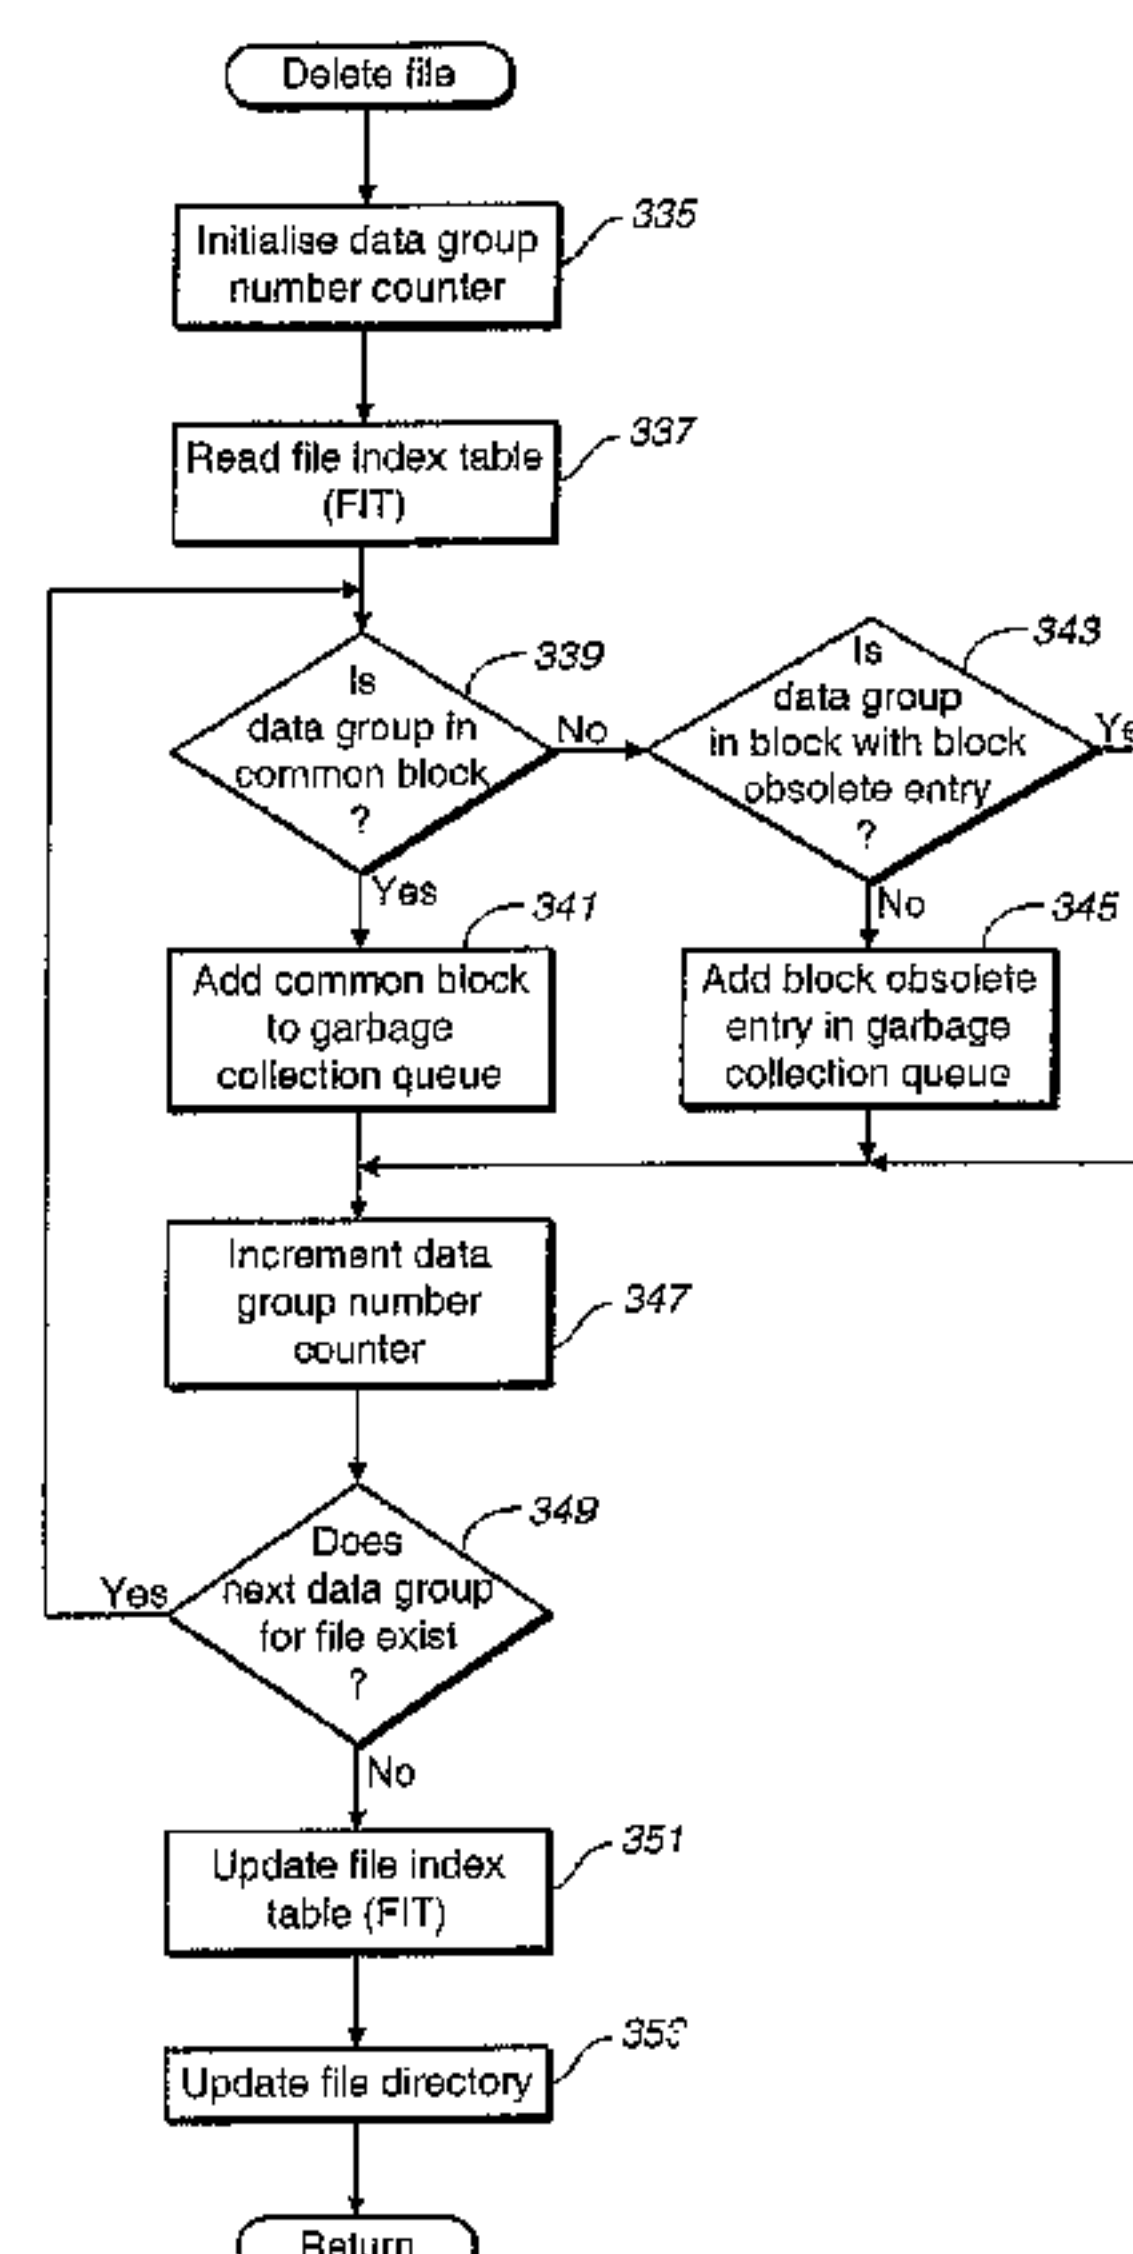 Delete file
335
Initialise data group
number counter
337
Read file index table
(FIT)
339
Is
data group in
common block
?
No
343
Is
data group
in block with block
obsolete entry
?
Yes
341
Add common block
to garbage
collection queue
No
345
Add block obsolete
entry in garbage
collection queue
Increment data
group number
counter
347
349
Does
next data group
for file exist
?
Yes
No
351
Update file index
table (FIT)
353
Update file directory
Return